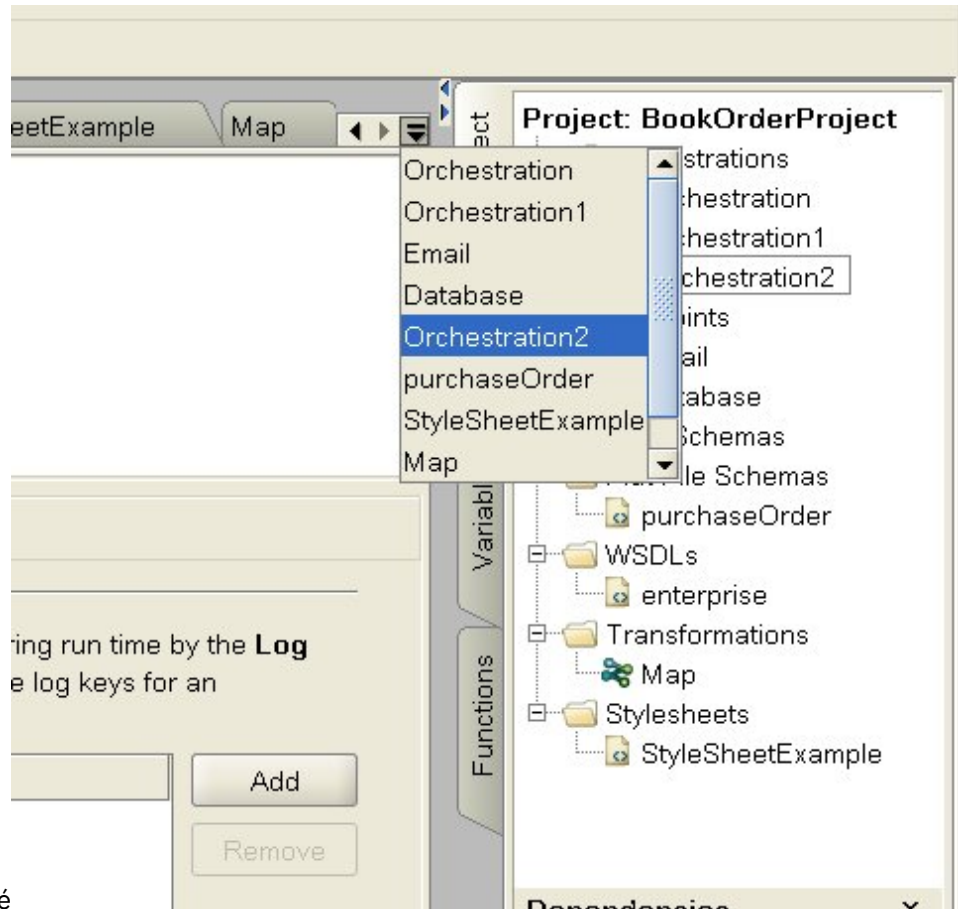 eetExample
Map
ect
Project: BookOrderProject
Orchestration
Orchestration1
Email
Database
Orchestration2
purchaseOrder
StyleSheetExample
Map
strations
hestration
hestration1
chestration2
ints
ail
abase
Schemas
le Schemas
purchaseOrder
WSDLs
enterprise
Transformations
Map
Stylesheets
StyleSheetExample
Variabl
Functions
ring run time by the Log
e log keys for an
Add
Remove
é
Dependencies